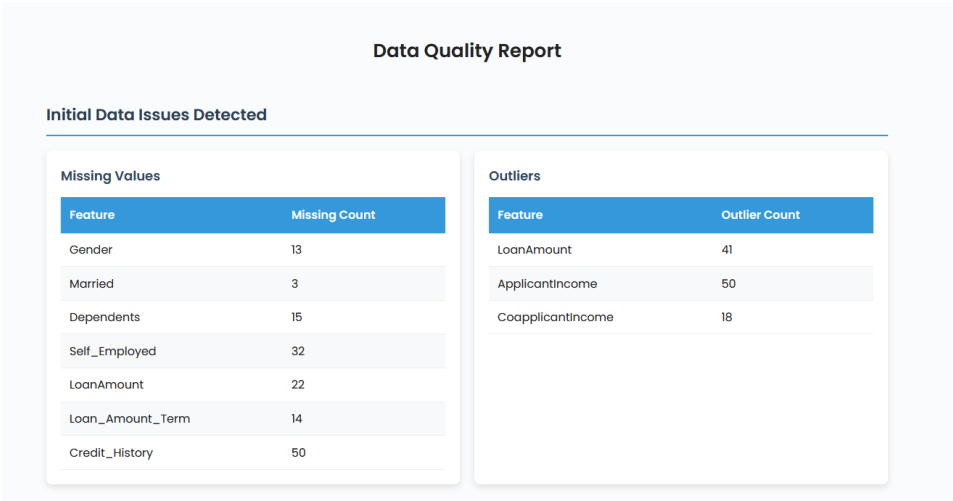 Data Quality Report
Initial Data Issues Detected
Missing Values
Feature Missing Count
Gender 13
Married 3
Dependents 15
Self_Employed 32
LoanAmount 22
Loan_Amount_Term 14
Credit_History 50
Outliers
Feature Outlier Count
LoanAmount 41
ApplicantIncome 50
CoapplicantIncome 18